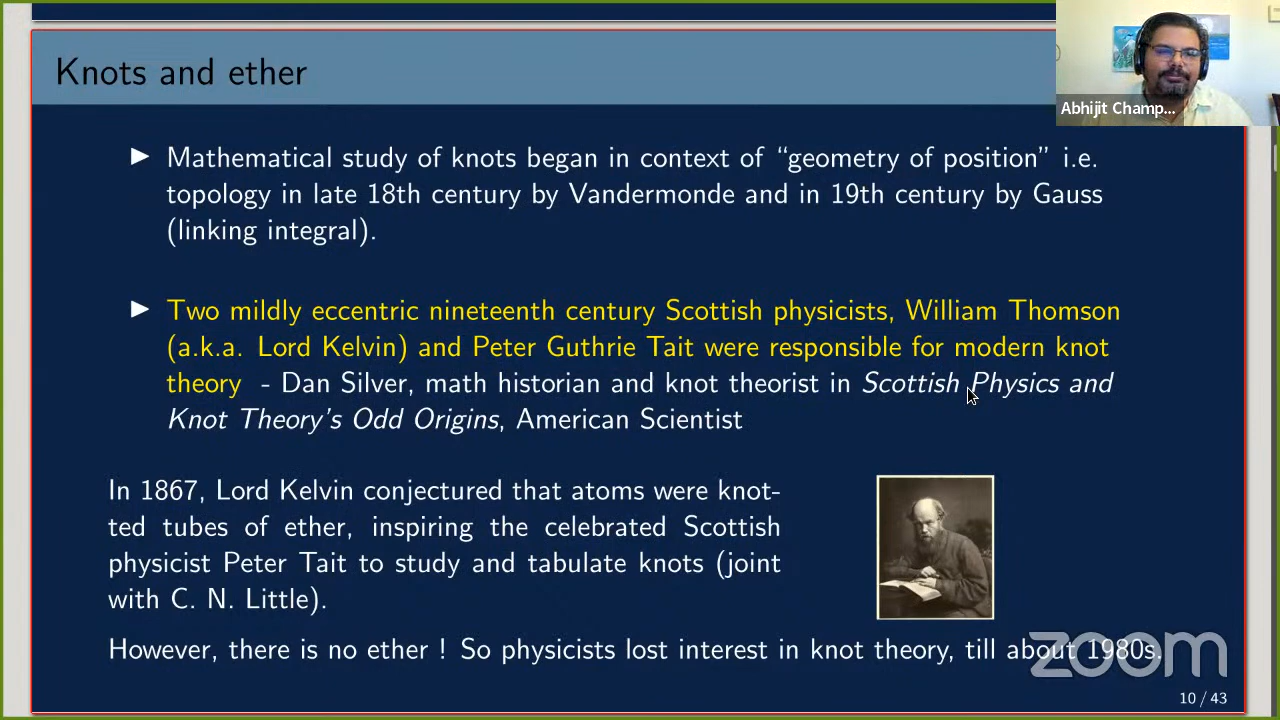 Knots and ether
Abhijit Champ...
► Mathematical study of knots began in context of “geometry of position” i.e.
topology in late 18th century by Vandermonde and in 19th century by Gauss
(linking integral).
► Two mildly eccentric nineteenth century Scottish physicists, William Thomson
(a.k.a. Lord Kelvin) and Peter Guthrie Tait were responsible for modern knot
theory - Dan Silver, math historian and knot theorist in Scottish Physics and
Knot Theory's Odd Origins, American Scientist
In 1867, Lord Kelvin conjectured that atoms were knot-
ted tubes of ether, inspiring the celebrated Scottish
physicist Peter Tait to study and tabulate knots (joint
with C. N. Little).
However, there is no ether ! So physicists lost interest in knot theory, till about 1980s.
zoom
10 / 43